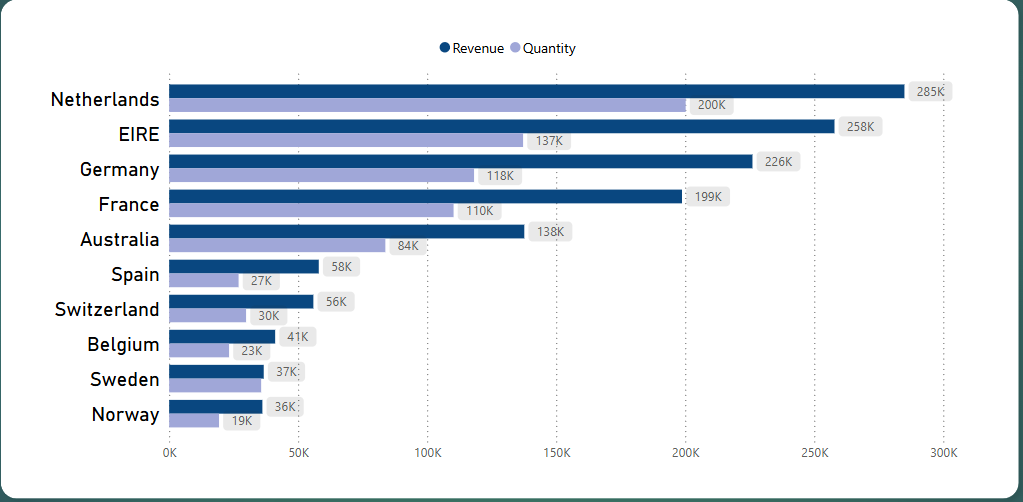 Revenue Quantity
Netherlands
285K
200K
EIRE
258K
137K
Germany
226K
118K
France
199K
110K
Australia
138K
84K
Spain
58K
27K
Switzerland
56K
30K
Belgium
41K
23K
Sweden
37K
Norway
36K
19K
0K 50K 100K 150K 200K 250K 300K